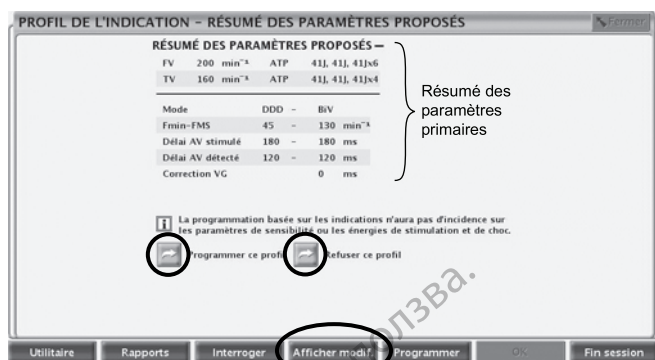 PROFIL DE L'INDICATION – RÉSUMÉ DES PARAMÈTRES PROPOSÉS
Fermer
RÉSUMÉ DES PARAMÈTRES PROPOSÉS —
FV 200 min⁻¹ ATP 41J, 41J, 41Jx6
TV 160 min⁻¹ ATP 41J, 41J, 41Jx4
Mode DDD – BiV
Fmin-FMS 45 – 130 min⁻¹
Délai AV stimulé 180 – 180 ms
Délai AV détecté 120 – 120 ms
Correction VG 0 ms
Résumé des
paramètres
primaires
i La programmation basée sur les indications n'aura pas d'incidence sur
les paramètres de sensibilité ou les énergies de stimulation et de choc.
Programmer ce profil Refuser ce profil
Utilitaire Rapports Interroger Afficher modif. Programmer OK Fin session